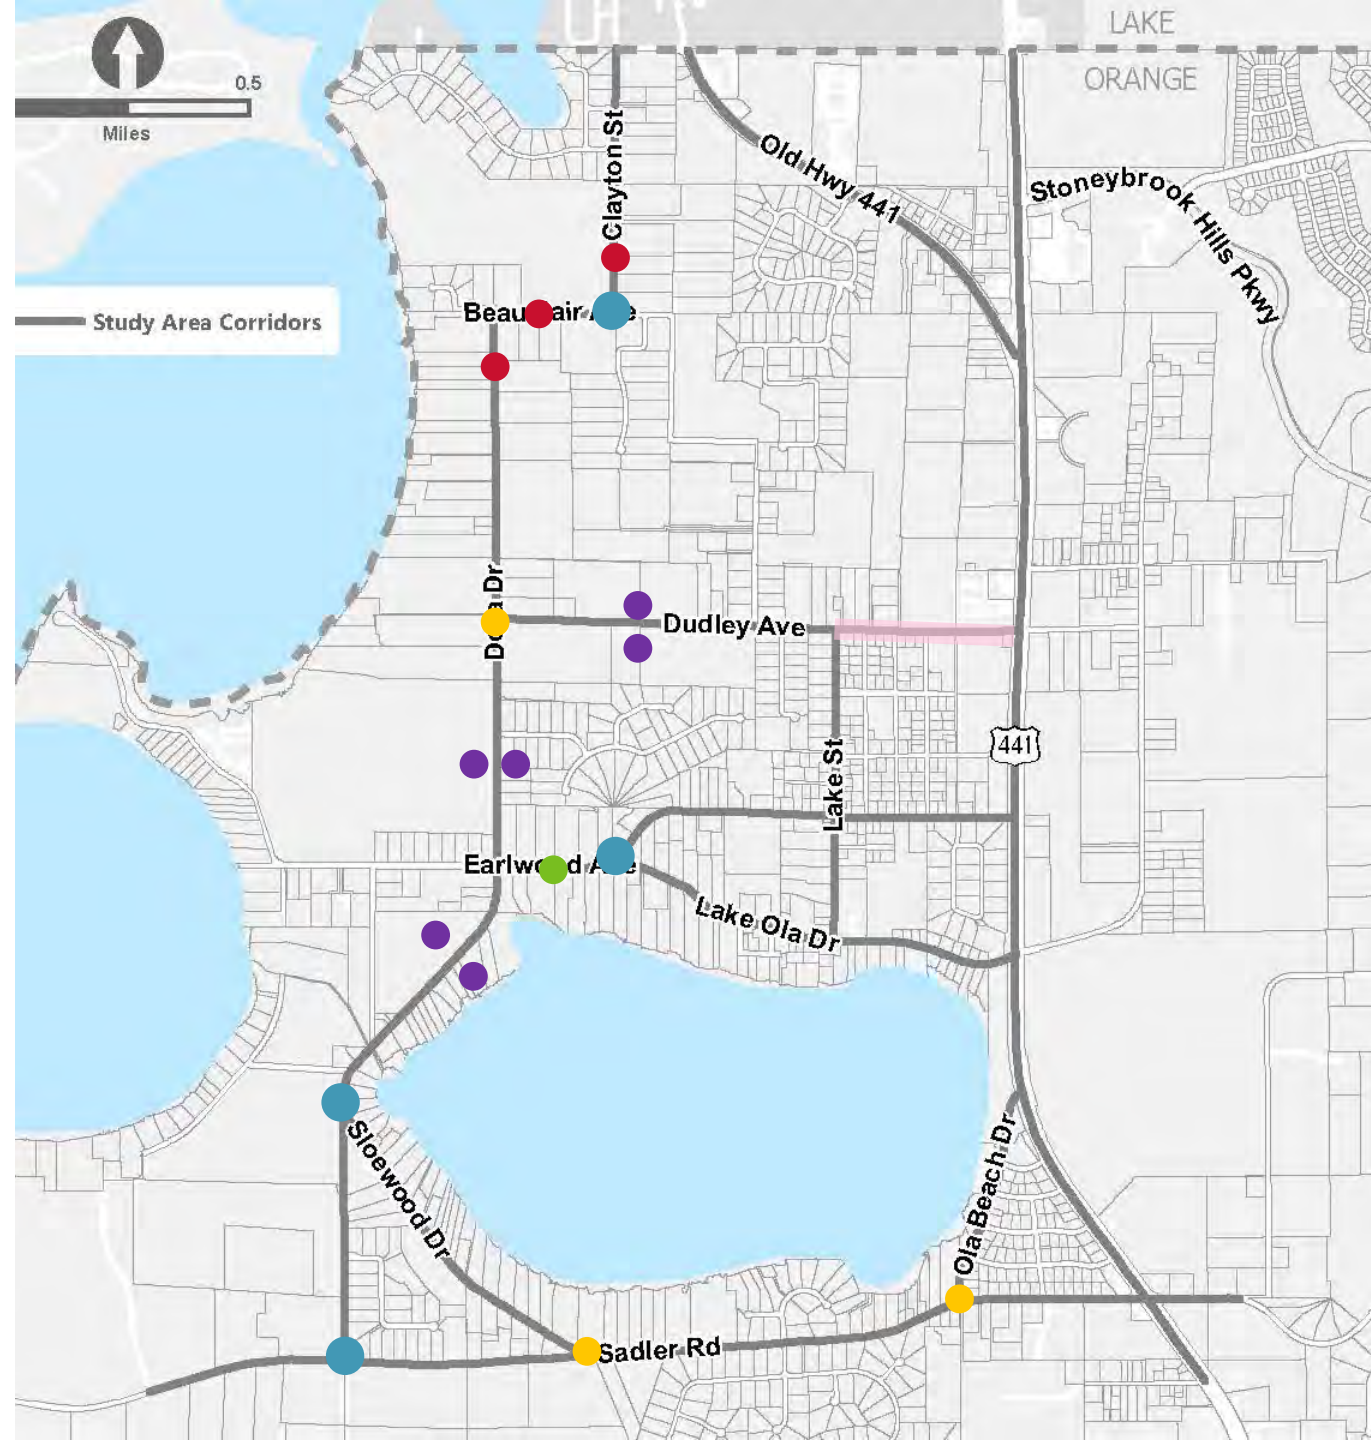 LAKE
ORANGE
0.5
Miles
Clayton St
Old Hwy 441
Stoneybrook Hills Pkwy
Study Area Corridors
Dudley Ave
Lake St
441
Lake Ola Dr
Sloewood Dr
Ola Beach Dr
Sadler Rd